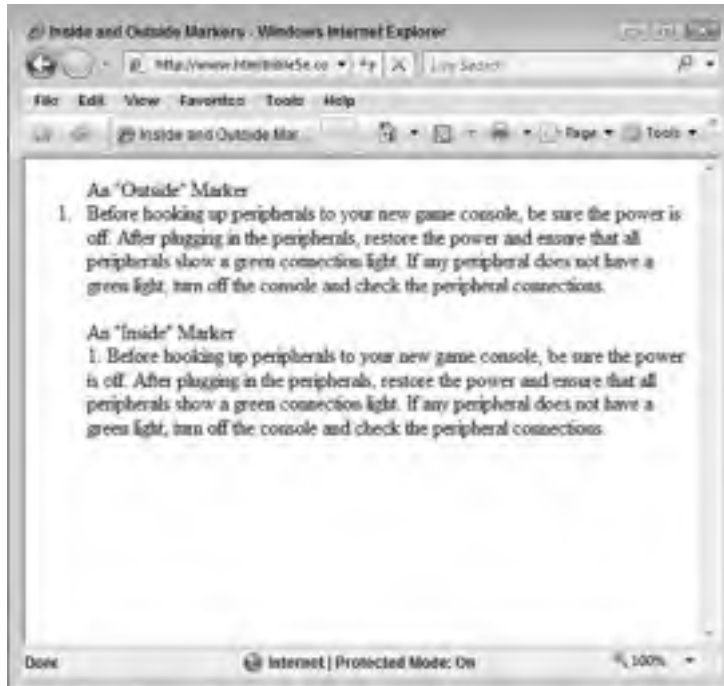 Inside and Outside Markers - Windows Internet Explorer
Live Search
File Edit View Favorites Tools Help
Inside and Outside Mar...
Page Tools
An "Outside" Marker
1. Before hooking up peripherals to your new game console, be sure the power is
off. After plugging in the peripherals, restore the power and ensure that all
peripherals show a green connection light. If any peripheral does not have a
green light, turn off the console and check the peripheral connections.
An "Inside" Marker
1. Before hooking up peripherals to your new game console, be sure the power
is off. After plugging in the peripherals, restore the power and ensure that all
peripherals show a green connection light. If any peripheral does not have a
green light, turn off the console and check the peripheral connections.
Done Internet | Protected Mode: On 100%